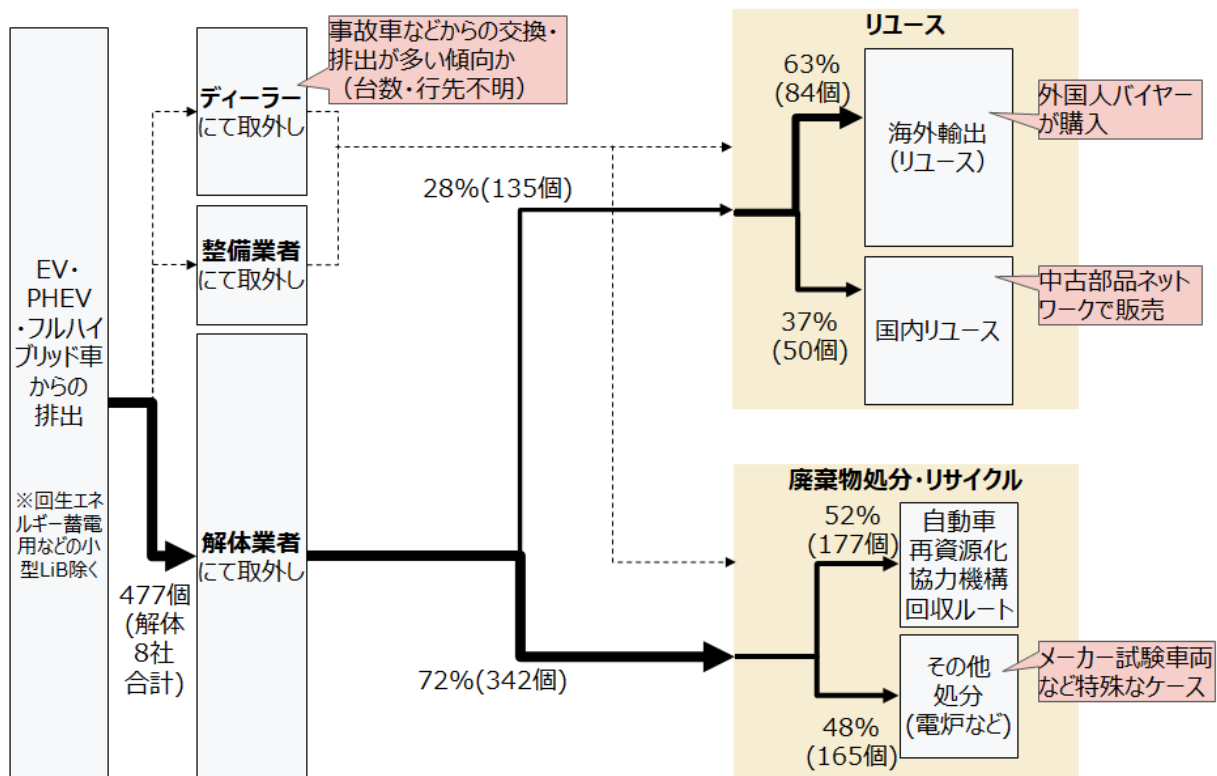 EV・
PHEV
・フルハイ
ブリッド車
からの
排出
※回生エネ
ルギー蓄電
用などの小
型LiB除く
477個
(解体
8社
合計)
ディーラー
にて取外し
事故車などからの交換・
排出が多い傾向か
（台数・行先不明）
整備業者
にて取外し
解体業者
にて取外し
28%(135個)
72%(342個)
リユース
63%
(84個)
海外輸出
（リユース）
外国人バイヤー
が購入
37%
(50個)
国内リユース
中古部品ネット
ワークで販売
廃棄物処分・リサイクル
52%
(177個)
自動車
再資源化
協力機構
回収ルート
48%
(165個)
その他
処分
(電炉など)
メーカー試験車両
など特殊なケース